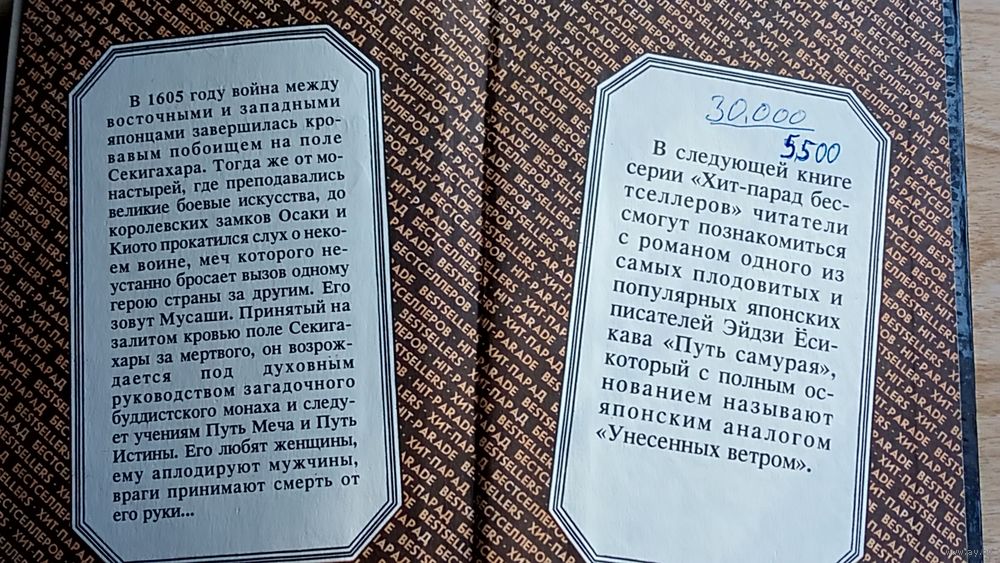 В 1605 году война между
восточными и западными
японцами завершилась кро-
вавым побоищем на поле
Секигахара. Тогда же от мо-
настырей, где преподавались
великие боевые искусства, до
королевских замков Осаки и
Киото прокатился слух о неко-
ем воине, меч которого не-
устанно бросает вызов одному
герою страны за другим. Его
зовут Мусаши. Принятый на
залитом кровью поле Секига-
хары за мертвого, он возрож-
дается под духовным
руководством загадочного
буддистского монаха и следу-
ет учениям Путь Меча и Путь
Истины. Его любят женщины,
ему аплодируют мужчины,
враги принимают смерть от
его руки...
30.000
5500
В следующей книге
серии «Хит-парад бес-
тселлеров» читатели
смогут познакомиться
с романом одного из
самых плодовитых и
популярных японских
писателей Эйдзи Ёси-
кава «Путь самурая»,
который с полным ос-
нованием называют
японским аналогом
«Унесенных ветром».